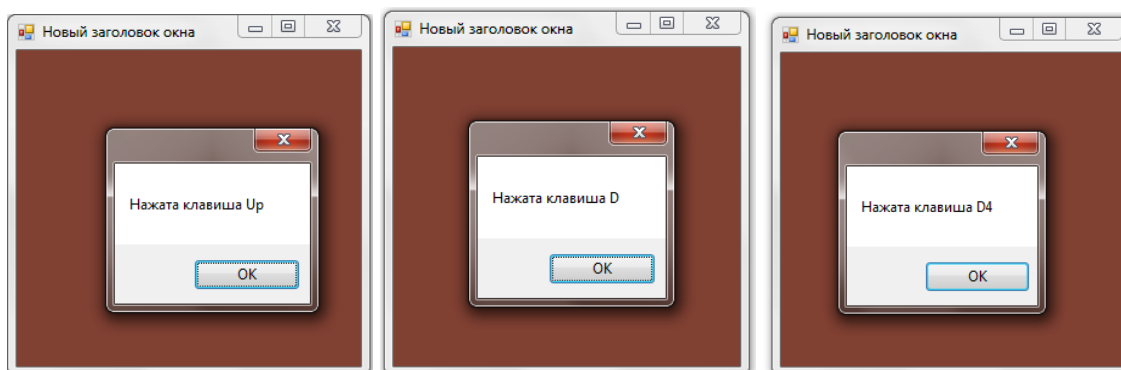 Новый заголовок окна
Нажата клавиша Up
OK
Новый заголовок окна
Нажата клавиша D
OK
Новый заголовок окна
Нажата клавиша D4
OK